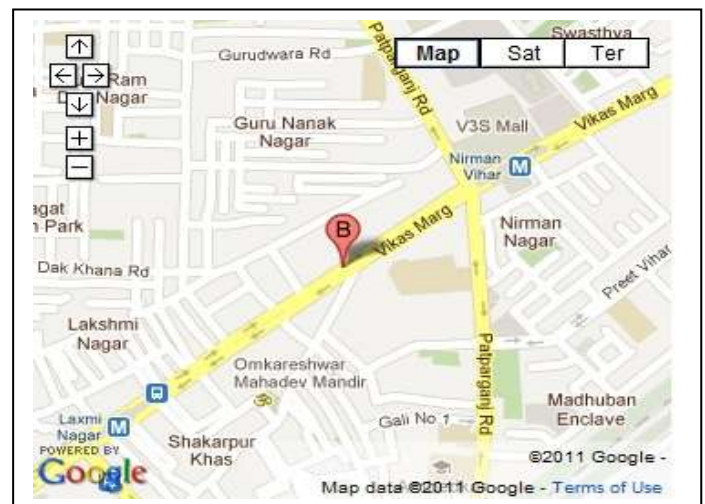 Swasthya
Gurudwara Rd
Map Sat Ter
Ram
Nagar
Patparganj Rd
Guru Nanak
Nagar
V3S Mall
Vikas Marg
Nirman
Vihar
M
agat
Park
B
Vikas Marg
Nirman
Nagar
Dak Khana Rd
Preet Vihar
Lakshmi
Nagar
Omkareshwar
Mahadev Mandir
Patparganj Rd
Madhuban
Enclave
Laxmi
Nagar
M
Gali No 1
Shakarpur
Khas
POWERED BY
Google
©2011 Google -
Map data ©2011 Google - Terms of Use